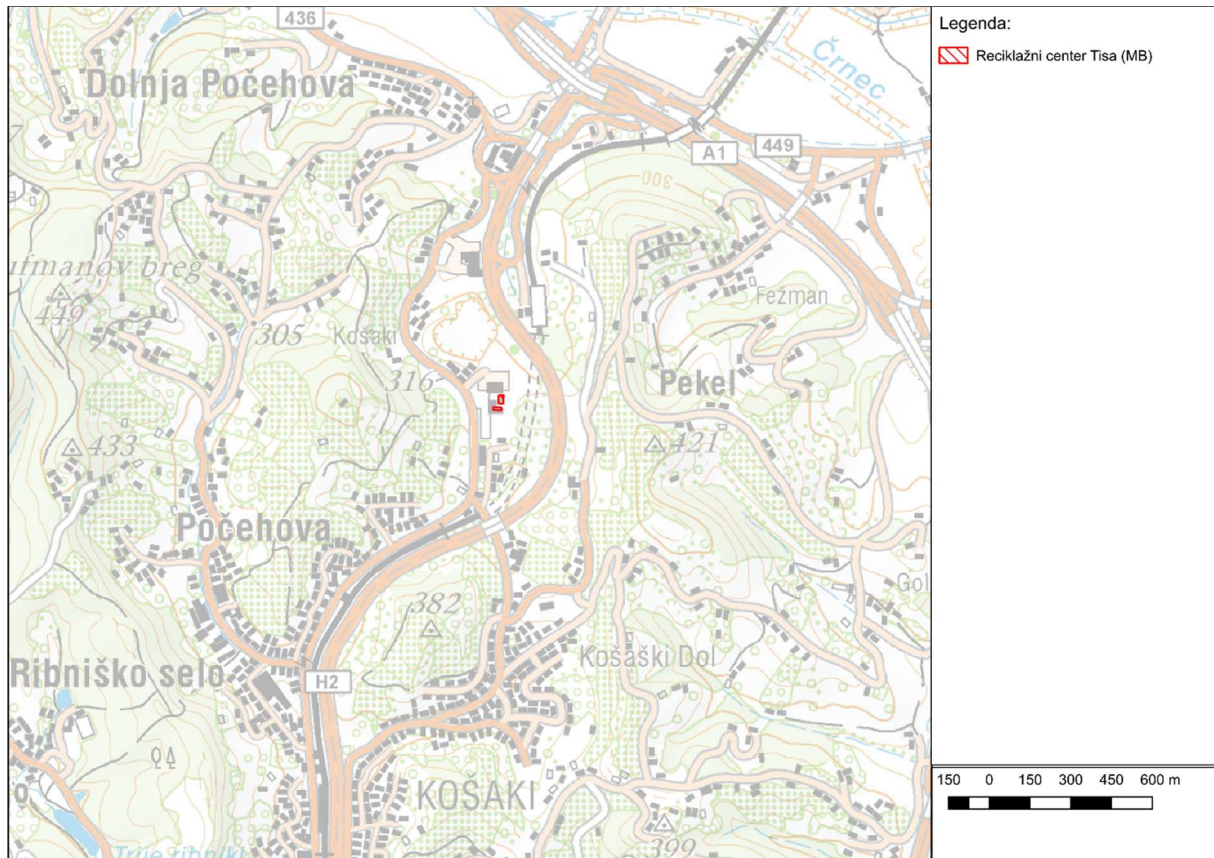 436
Dolnja Počehova
Črnec
A1
449
300
ufmanov breg
449
305
Košaki
316
Fežman
Pekel
433
421
Počehova
382
Ribniško selo
Košaški Dol
Gol
H2
KOŠAKI
399
Trije ribniki
Legenda:
Reciklažni center Tisa (MB)
150 0 150 300 450 600 m